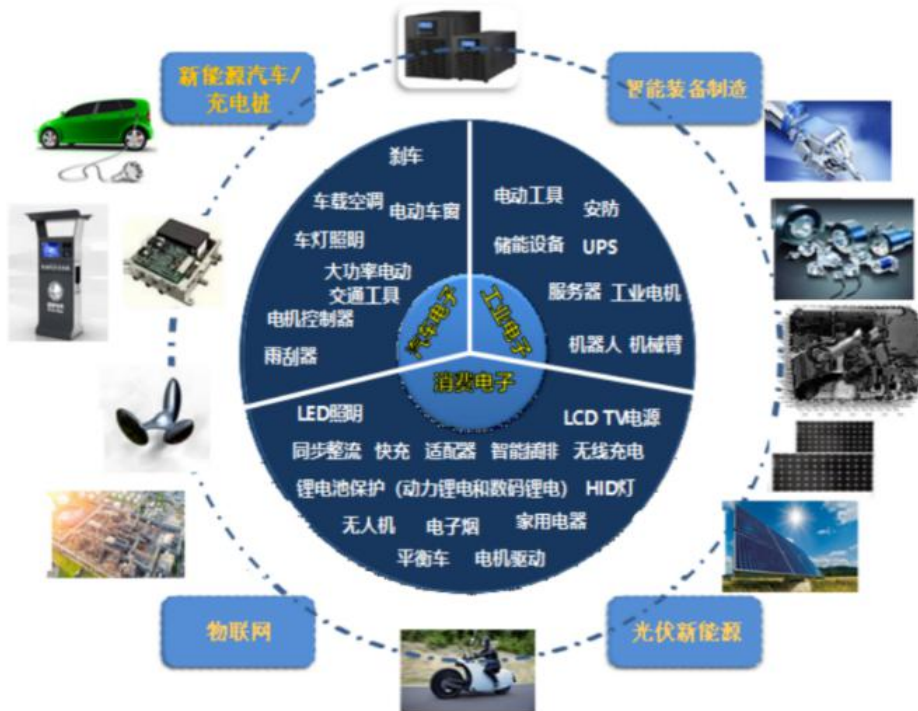 新能源汽车/
充电桩
智能装备制造
刹车
车载空调
电动车窗
车灯照明
大功率电动
交通工具
电机控制器
雨刮器
电动工具
安防
储能设备
UPS
服务器
工业电机
机器人
机械臂
汽车电子
工业电子
消费电子
LED照明
LCD TV电源
同步整流
快充
适配器
智能插排
无线充电
锂电池保护（动力锂电和数码锂电）
HID灯
无人机
电子烟
家用电器
平衡车
电机驱动
物联网
光伏新能源